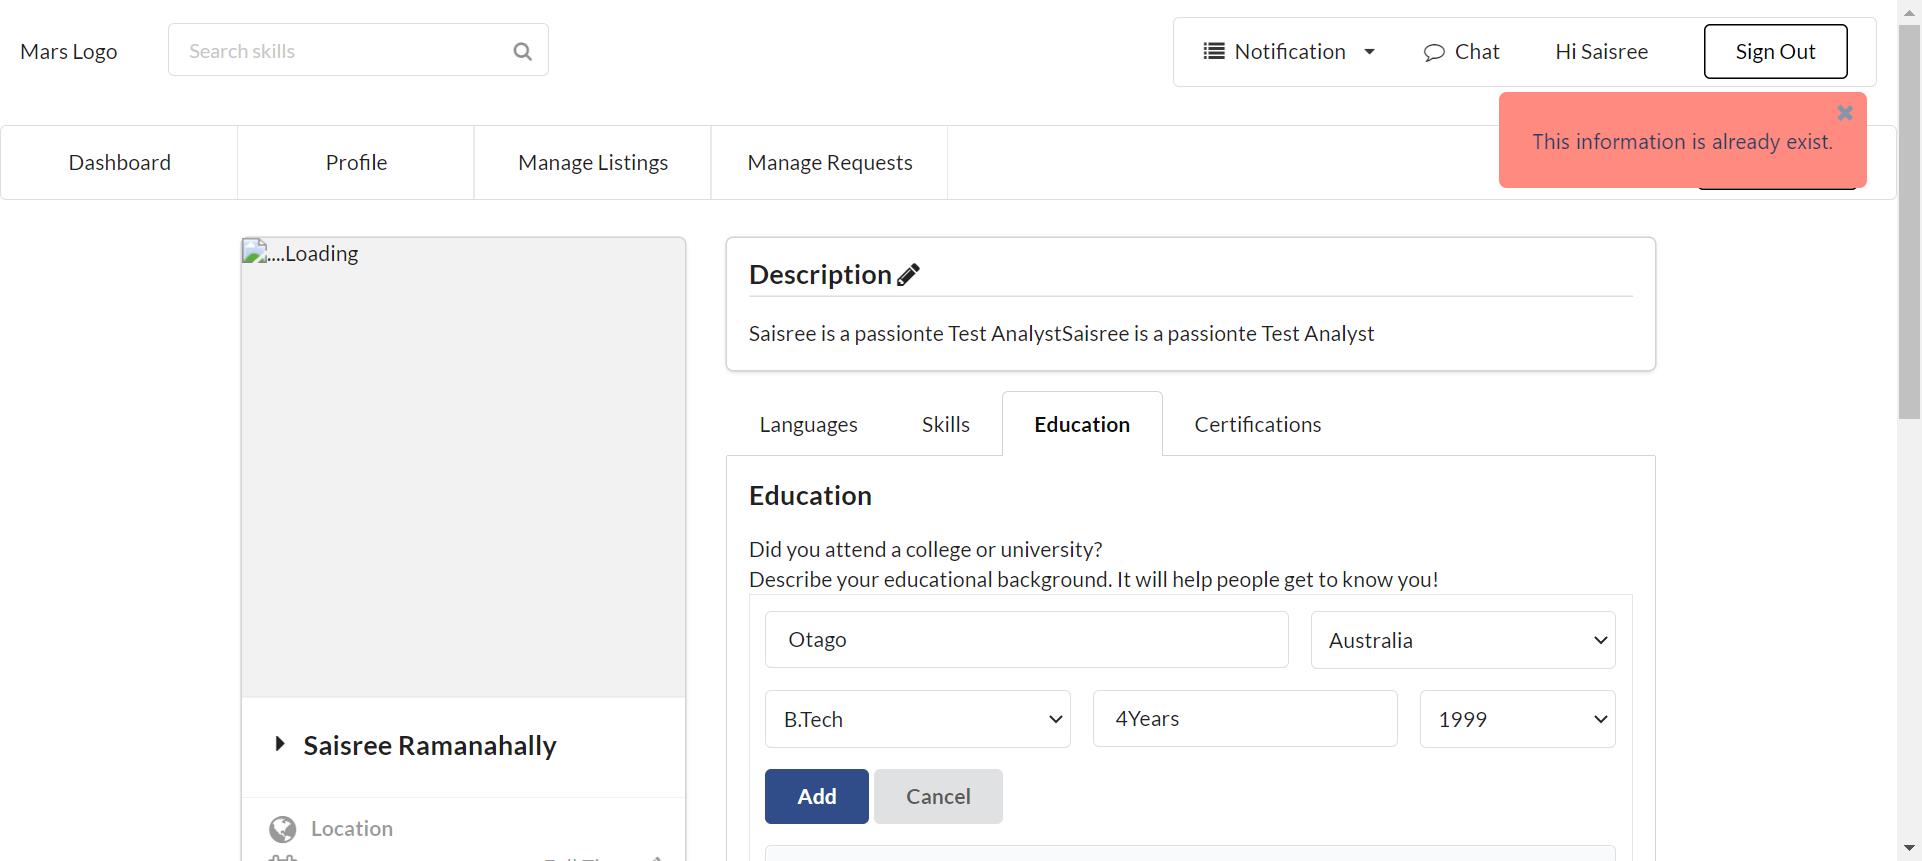 Mars Logo
Search skills
Notification
Chat
Hi Saisree
Sign Out
This information is already exist.
Dashboard
Profile
Manage Listings
Manage Requests
....Loading
Description
Saisree is a passionte Test AnalystSaisree is a passionte Test Analyst
Languages
Skills
Education
Certifications
Education
Did you attend a college or university?
Describe your educational background. It will help people get to know you!
Otago
Australia
B.Tech
4Years
1999
Add
Cancel
Saisree Ramanahally
Location